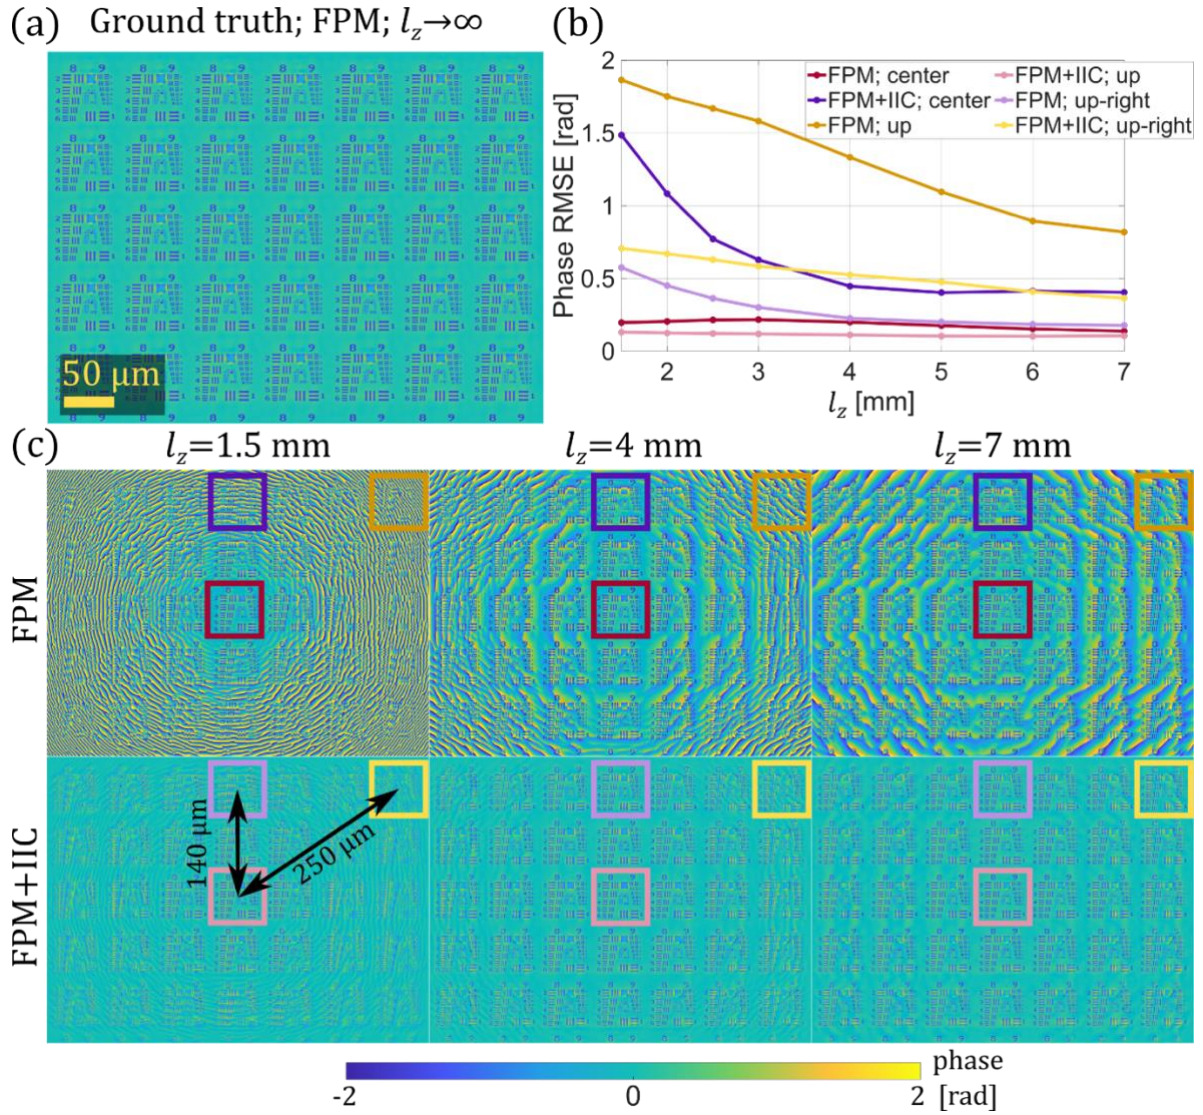 (a) Ground truth; FPM; l_z→∞
50 μm
(b)
2
1.5
1
0.5
0
Phase RMSE [rad]
FPM; center
FPM+IIC; up
FPM+IIC; center
FPM; up-right
FPM; up
FPM+IIC; up-right
2 3 4 5 6 7
l_z [mm]
(c)
l_z=1.5 mm l_z=4 mm l_z=7 mm
FPM
FPM+IIC
140 μm
250 μm
phase
-2 0 2 [rad]